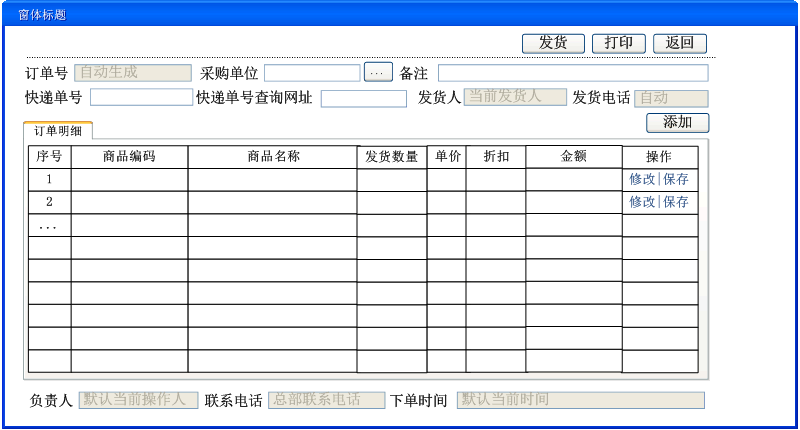 窗体标题
发货 打印 返回
订单号 自动生成 采购单位 ... 备注
快递单号 快递单号查询网址 发货人 当前发货人 发货电话 自动
添加
订单明细
序号 商品编码 商品名称 发货数量 单价 折扣 金额 操作
1 修改|保存
2 修改|保存
...
负责人 默认当前操作人 联系电话 总部联系电话 下单时间 默认当前时间